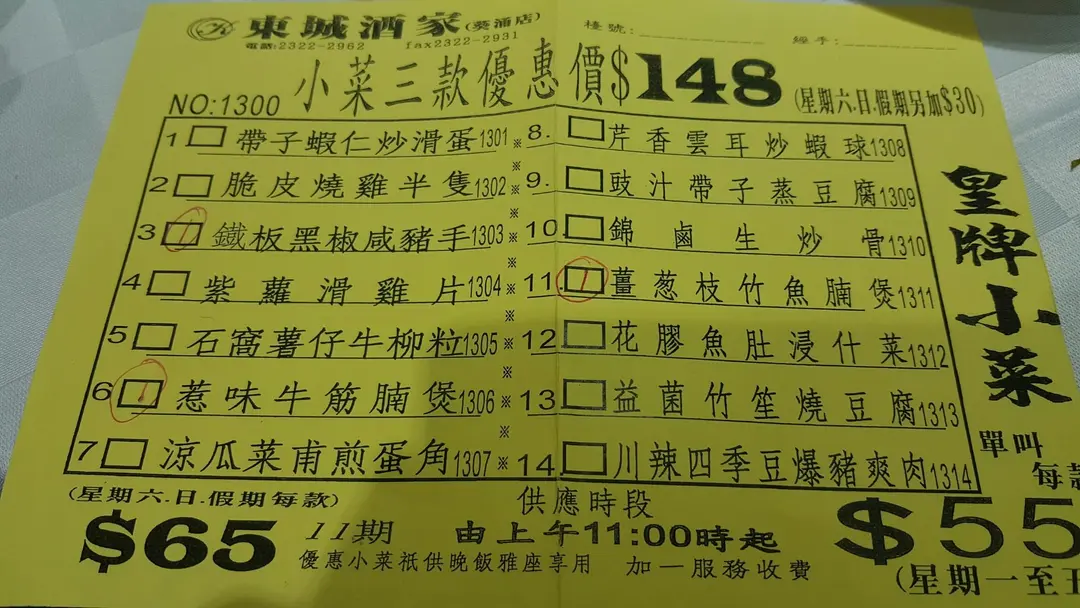 東城酒家(葵涌店)
電話:2322-2962 fax2322-2931
檯號: 經手:
小菜三款優惠價$148
(星期六.日.假期另加$30)
NO:1300
1 帶子蝦仁炒滑蛋1301
2 脆皮燒雞半隻1302
3 鐵板黑椒咸豬手1303
4 紫蘿滑雞片1304
5 石窩薯仔牛柳粒1305
6 惹味牛筋腩煲1306
7 涼瓜菜甫煎蛋角1307
※
※
※
※
※
※
※
※
※
※
※
※
※
8. 芹香雲耳炒蝦球1308
9. 豉汁帶子蒸豆腐1309
10. 錦鹵生炒骨1310
11 薑葱枝竹魚腩煲1311
12 花膠魚肚浸什菜1312
13 益菌竹笙燒豆腐1313
14. 川辣四季豆爆豬爽肉1314
皇牌小菜
單叫
每款
$55
(星期一至五
(星期六.日.假期每款)
$65
11期
供應時段
由上午11:00時起
優惠小菜祇供晚飯雅座享用 加一服務收費